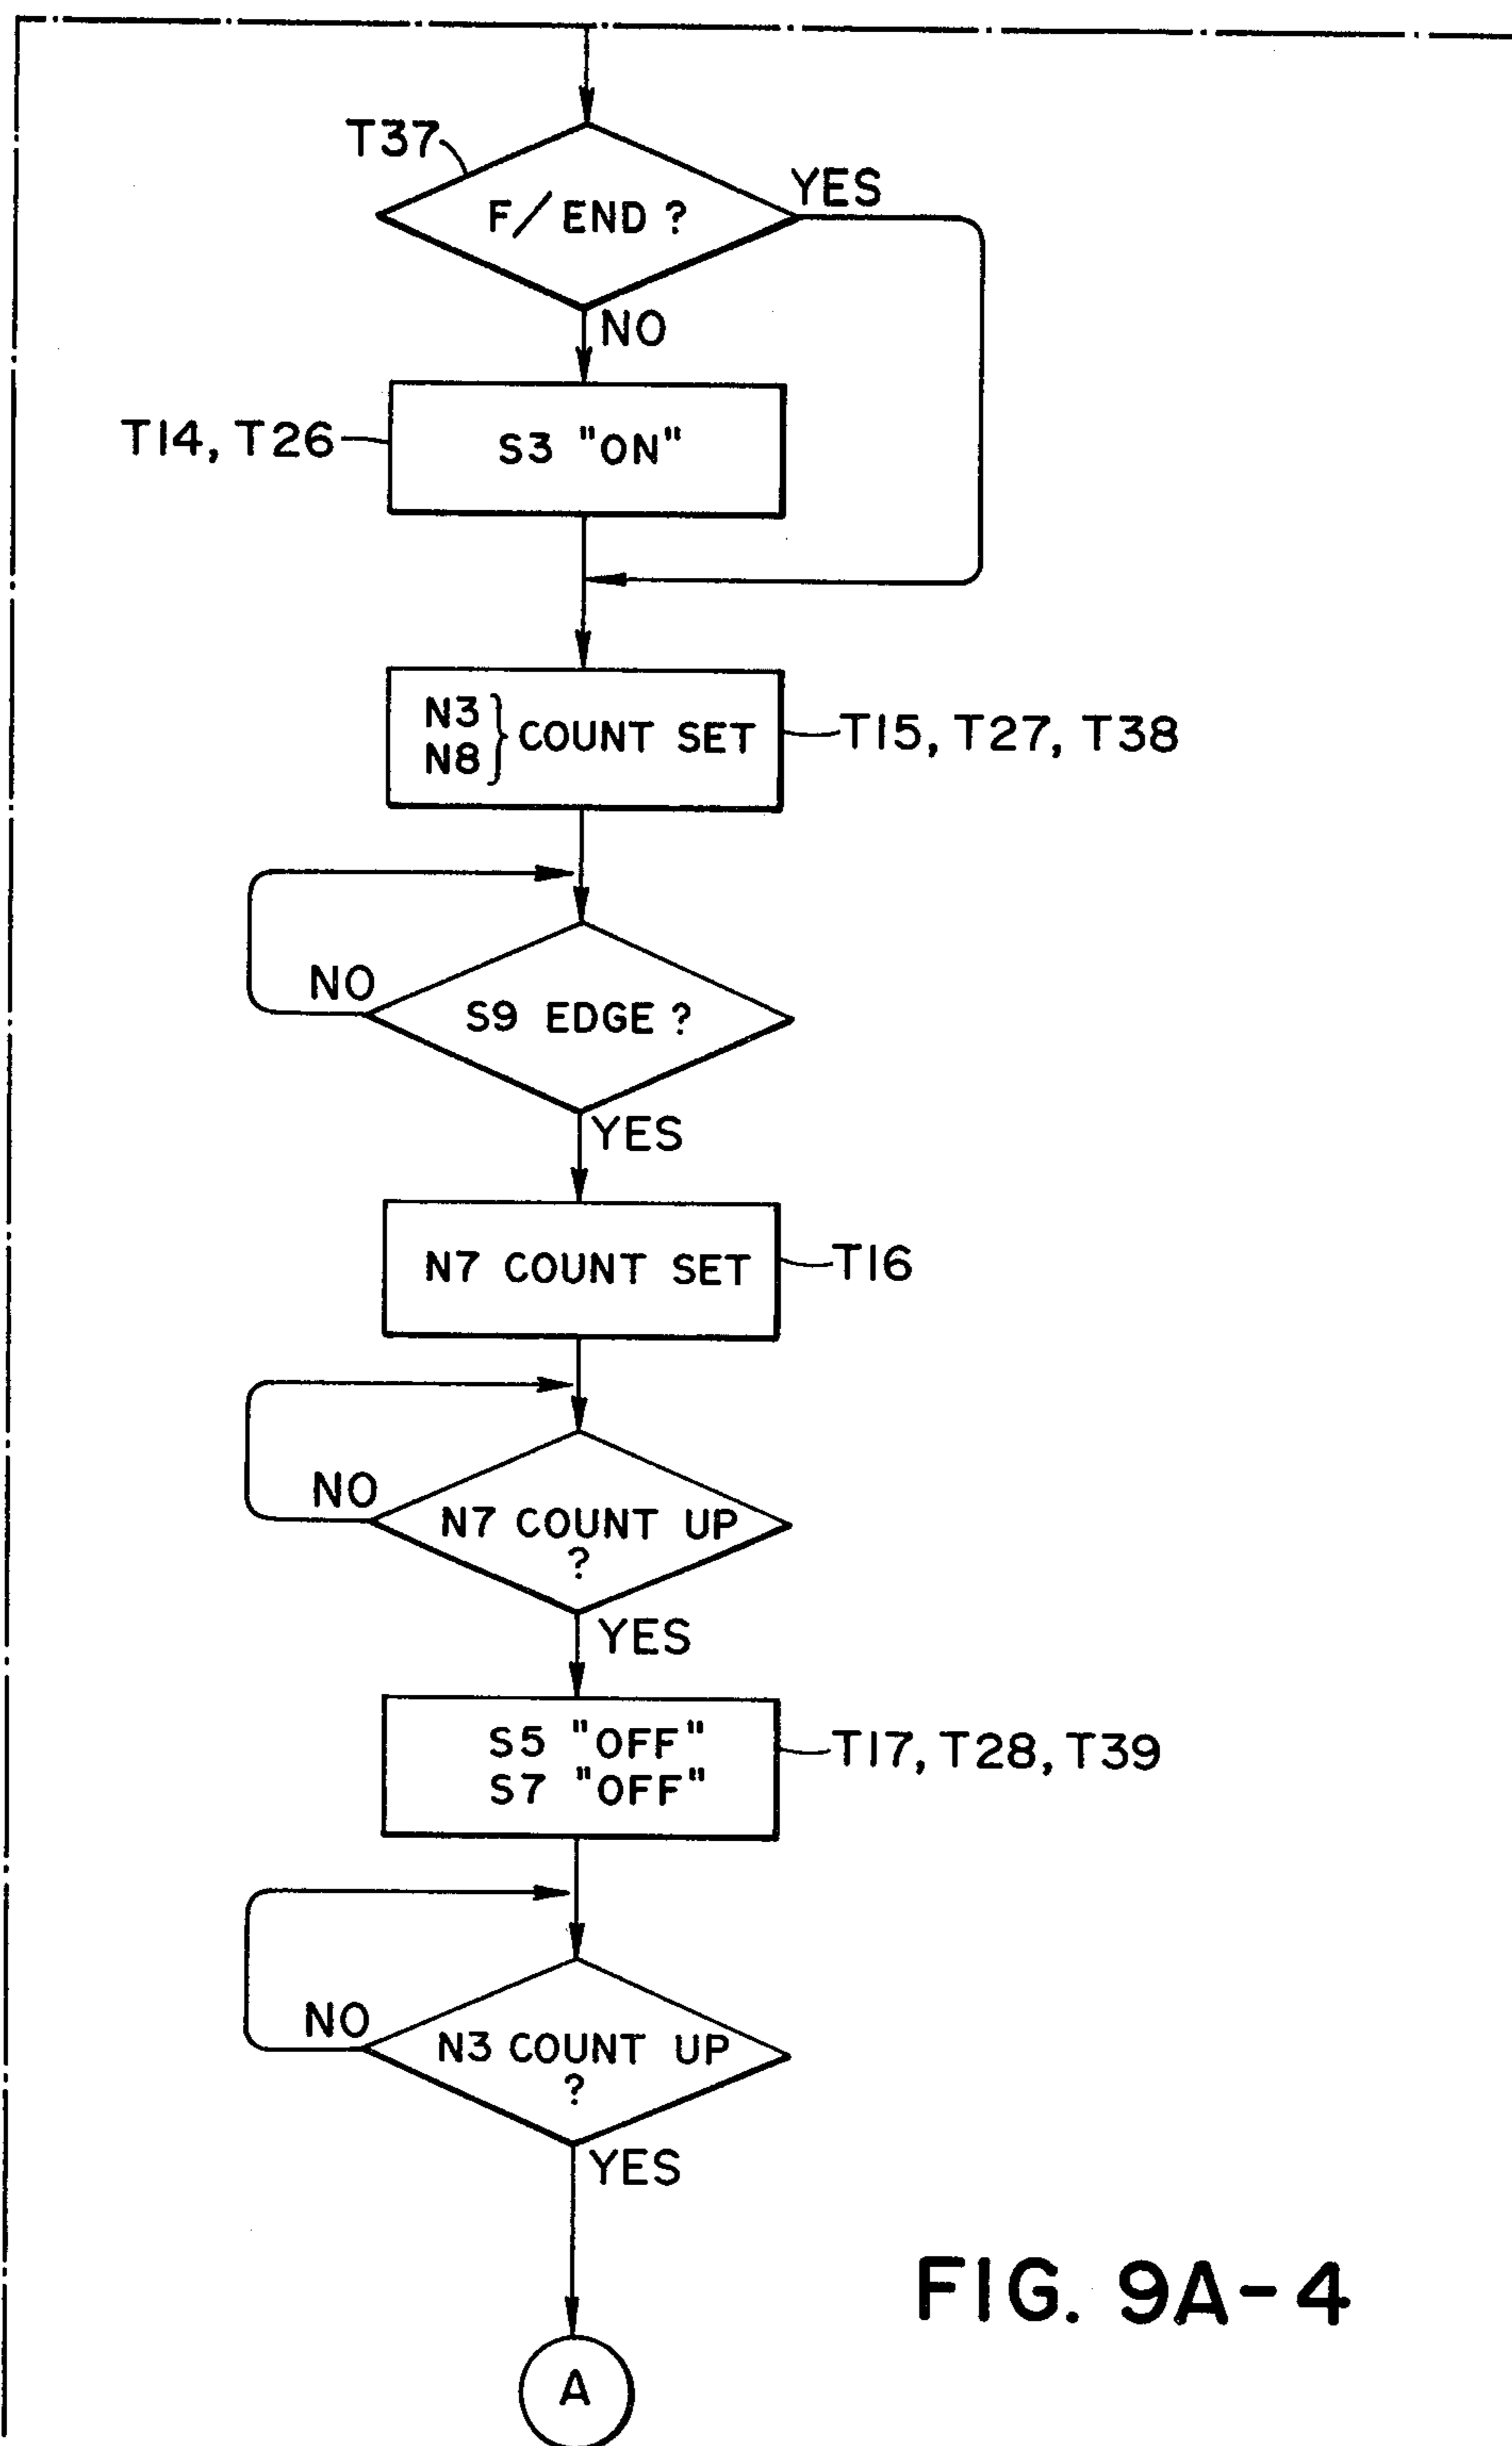 T37
F/END ?
YES
NO
T14, T26
S3 "ON"
N3
N8
COUNT SET
T15, T27, T38
NO
S9 EDGE ?
YES
N7 COUNT SET
T16
NO
N7 COUNT UP
?
YES
S5 "OFF"
S7 "OFF"
T17, T28, T39
NO
N3 COUNT UP
?
YES
A
FIG. 9A-4